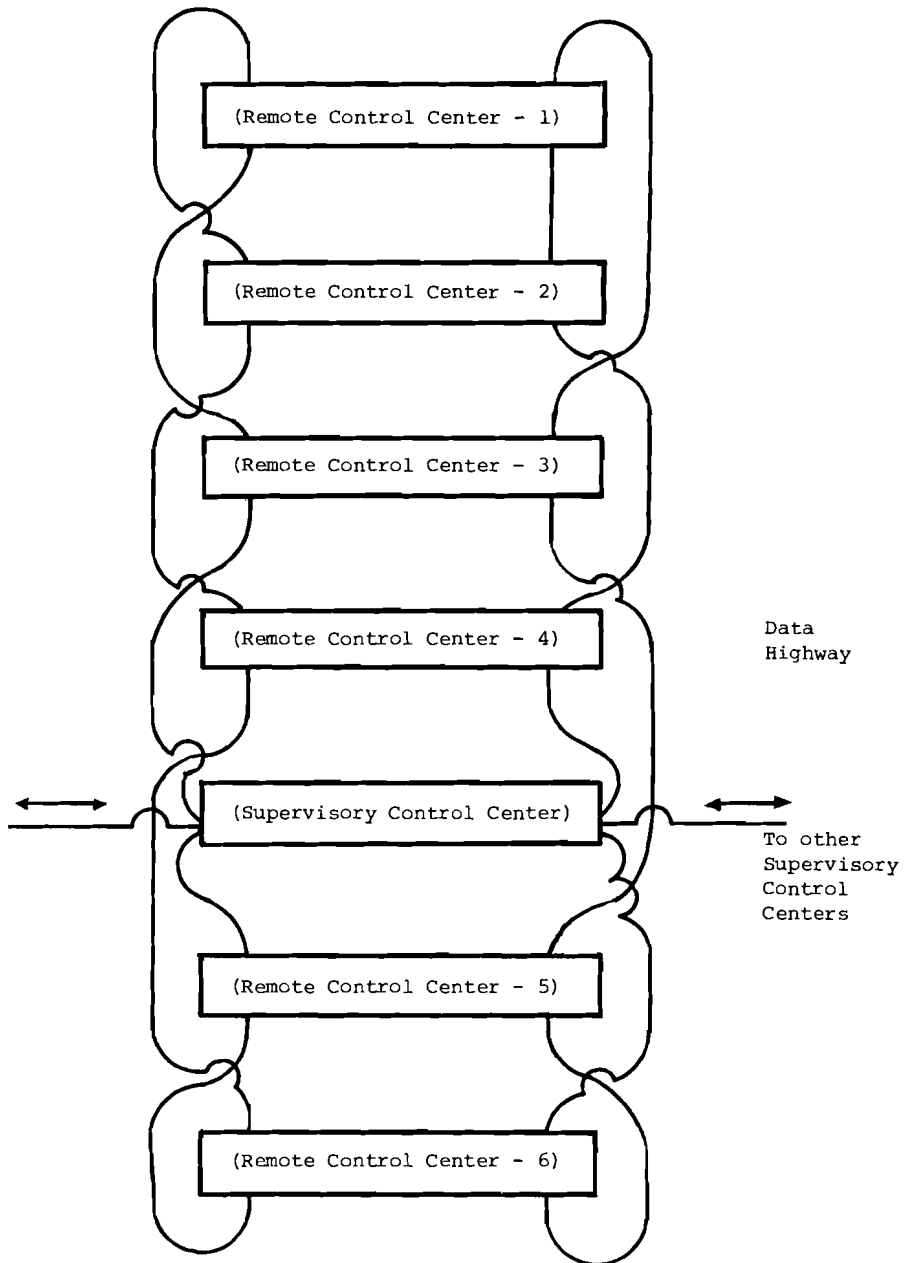 (Remote Control Center - 1)
(Remote Control Center - 2)
(Remote Control Center - 3)
(Remote Control Center - 4)
Data
Highway
(Supervisory Control Center)
To other
Supervisory
Control
Centers
(Remote Control Center - 5)
(Remote Control Center - 6)